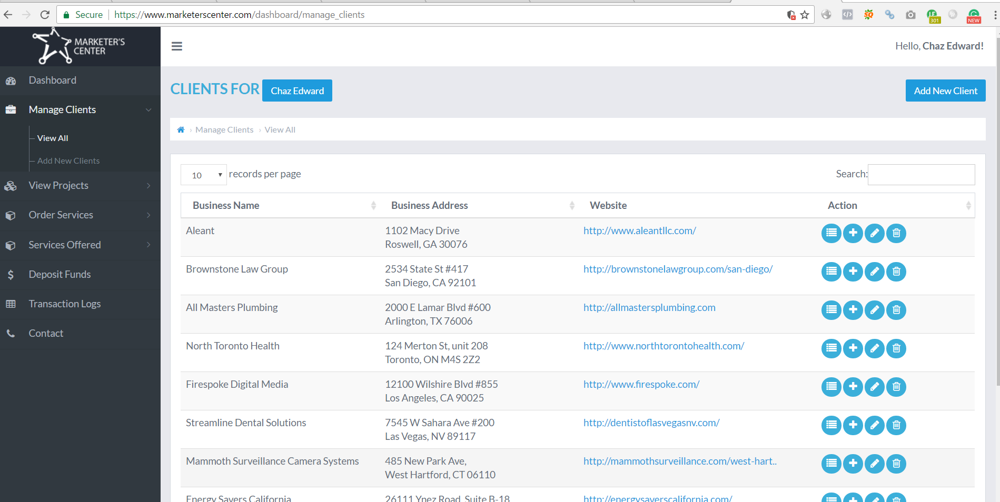 Secure https://www.marketerscenter.com/dashboard/manage_clients
301
NEW
MARKETER'S
CENTER
Hello, Chaz Edward!
Dashboard
Manage Clients
View All
Add New Clients
View Projects
Order Services
Services Offered
Deposit Funds
Transaction Logs
Contact
CLIENTS FOR Chaz Edward
Add New Client
› Manage Clients › View All
10 records per page
Search:
Business Name Business Address Website Action
Aleant 1102 Macy Drive http://www.aleantllc.com/
Roswell, GA 30076
Brownstone Law Group 2534 State St #417 http://brownstonelawgroup.com/san-diego/
San Diego, CA 92101
All Masters Plumbing 2000 E Lamar Blvd #600 http://allmastersplumbing.com
Arlington, TX 76006
North Toronto Health 124 Merton St, unit 208 http://www.northtorontohealth.com/
Toronto, ON M4S 2Z2
Firespoke Digital Media 12100 Wilshire Blvd #855 http://www.firespoke.com/
Los Angeles, CA 90025
Streamline Dental Solutions 7545 W Sahara Ave #200 http://dentistoflasvegasnv.com/
Las Vegas, NV 89117
Mammoth Surveillance Camera Systems 485 New Park Ave, http://mammothsurveillance.com/west-hart..
West Hartford, CT 06110
Energy Savers California 26111 Ynez Road, Suite B-18 http://energysaverscalifornia.com/